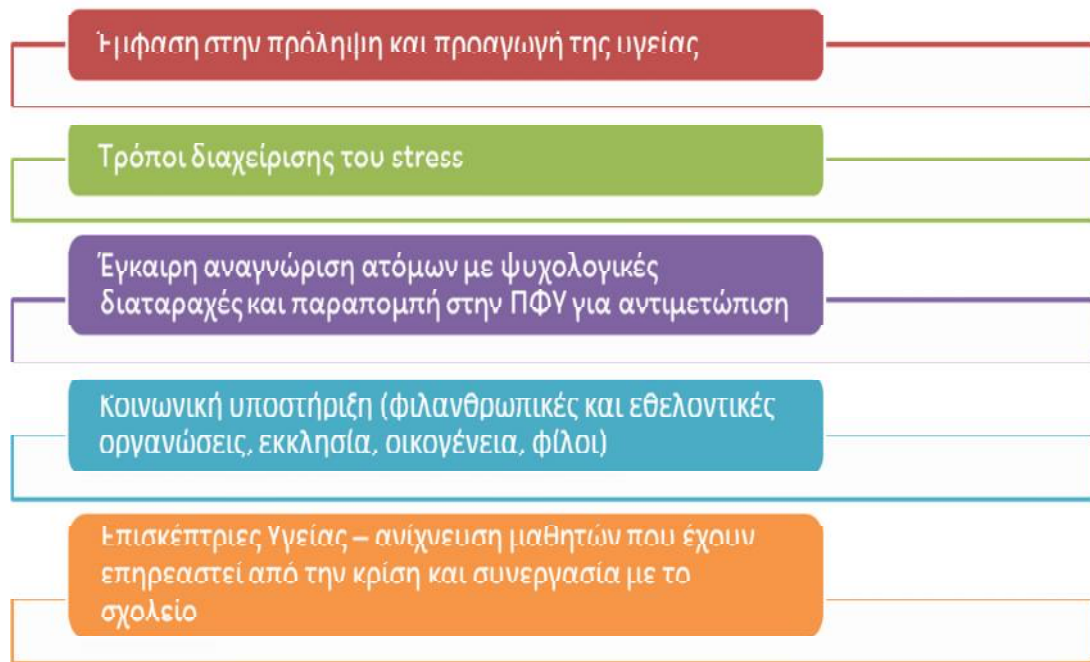 Έμφαση στην πρόληψη και προαγωγή της υγείας
Τρόποι διαχείρισης του stress
Έγκαιρη αναγνώριση ατόμων με ψυχολογικές
διαταραχές και παραπομπή στην ΠΦΥ για αντιμετώπιση
Κοινωνική υποστήριξη (φιλανθρωπικές και εθελοντικές
οργανώσεις, εκκλησία, οικογένεια, φίλοι)
Επισκέπτριες Υγείας – ανίχνευση μαθητών που έχουν
επηρεαστεί από την κρίση και συνεργασία με το
σχολείο